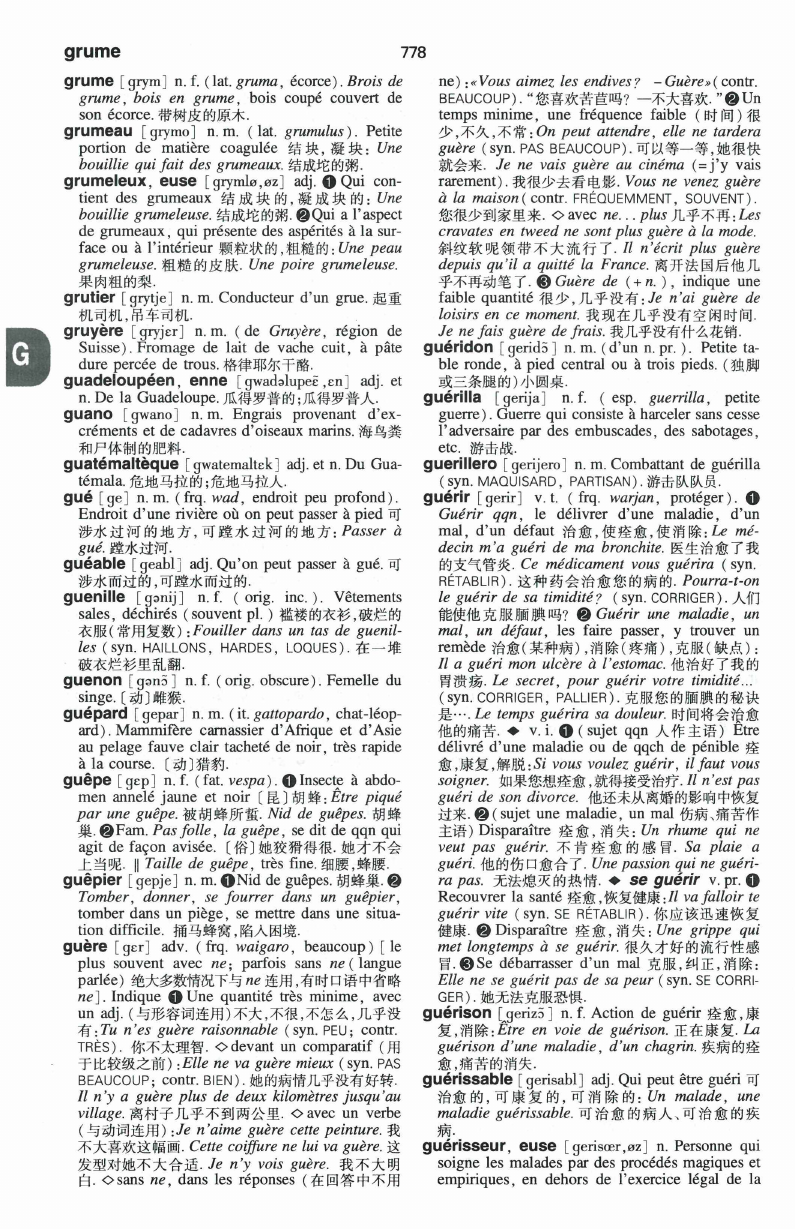 grume
778
grume [grym] n. f. (lat. gruma, écorce). Brois de
grume, bois en grume, bois coupé couvert de
son écorce. 带树皮的原木.
grumeau [grymo] n. m. (lat. grumulus). Petite
portion de matière coagulée 结块, 凝块: Une
bouillie qui fait des grumeaux. 结成坨的粥.
grumeleux, euse [grymlø,øz] adj. ❶ Qui con-
tient des grumeaux 结成块的, 凝成块的: Une
bouillie grumeleuse. 结成坨的粥. ❷Qui a l'aspect
de grumeaux, qui présente des aspérités à la sur-
face ou à l'intérieur 颗粒状的,粗糙的: Une peau
grumeleuse. 粗糙的皮肤. Une poire grumeleuse.
果肉粗的梨.
grutier [grytje] n. m. Conducteur d'un grue. 起重
机司机,吊车司机.
gruyère [gryjɛr] n. m. (de Gruyère, région de
Suisse). Fromage de lait de vache cuit, à pâte
dure percée de trous. 格律耶尔干酪.
G
guadeloupéen, enne [gwadəlupeɛ̃,ɛn] adj. et
n. De la Guadeloupe. 瓜得罗普的;瓜得罗普人.
guano [gwano] n. m. Engrais provenant d'ex-
créments et de cadavres d'oiseaux marins. 海鸟粪
和尸体制的肥料.
guatémaltèque [gwatemaltɛk] adj. et n. Du Gua-
témala. 危地马拉的;危地马拉人.
gué [ge] n. m. (frq. wad, endroit peu profond).
Endroit d'une rivière où on peut passer à pied 可
涉水过河的地方, 可蹚水过河的地方: Passer à
gué. 蹚水过河.
guéable [geabl] adj. Qu'on peut passer à gué. 可
涉水而过的,可蹚水而过的.
guenille [gənij] n. f. (orig. inc.). Vêtements
sales, déchirés (souvent pl.) 褴褛的衣衫,破烂的
衣服(常用复数):Fouiller dans un tas de guenil-
les (syn. HAILLONS, HARDES, LOQUES). 在一堆
破衣烂衫里乱翻.
guenon [gənɔ̃] n. f. (orig. obscure). Femelle du
singe. 〔动〕雌猴.
guépard [gepar] n. m. (it. gattopardo, chat-léop-
ard). Mammifère carnassier d'Afrique et d'Asie
au pelage fauve clair tacheté de noir, très rapide
à la course. 〔动〕猎豹.
guêpe [gɛp] n. f. (fat. vespa). ❶Insecte à abdo-
men annelé jaune et noir 〔昆〕胡蜂: Être piqué
par une guêpe. 被胡蜂所蜇. Nid de guêpes. 胡蜂
巢. ❷Fam. Pas folle, la guêpe, se dit de qqn qui
agit de façon avisée. 〔俗〕她狡猾得很. 她才不会
上当呢. ‖ Taille de guêpe, très fine. 细腰,蜂腰.
guêpier [gepje] n. m. ❶Nid de guêpes. 胡蜂巢. ❷
Tomber, donner, se fourrer dans un guêpier,
tomber dans un piège, se mettre dans une situa-
tion difficile. 捅马蜂窝,陷入困境.
guère [gɛr] adv. (frq. waigaro, beaucoup) [le
plus souvent avec ne; parfois sans ne (langue
parlée) 绝大多数情况下与 ne 连用,有时口语中省略
ne]. Indique ❶ Une quantité très minime, avec
un adj. (与形容词连用)不大,不很,不怎么,几乎没
有:Tu n'es guère raisonnable (syn. PEU; contr.
TRÈS). 你不太理智. ◇devant un comparatif (用
于比较级之前):Elle ne va guère mieux (syn. PAS
BEAUCOUP; contr. BIEN). 她的病情几乎没有好转.
Il n'y a guère plus de deux kilomètres jusqu'au
village. 离村子几乎不到两公里. ◇avec un verbe
(与动词连用):Je n'aime guère cette peinture. 我
不大喜欢这幅画. Cette coiffure ne lui va guère. 这
发型对她不大合适. Je n'y vois guère. 我不大明
白. ◇sans ne, dans les réponses (在回答中不用
ne):«Vous aimez les endives? –Guère»(contr.
BEAUCOUP). “您喜欢苦苣吗? —不大喜欢.”❷Un
temps minime, une fréquence faible (时间)很
少,不久,不常:On peut attendre, elle ne tardera
guère (syn. PAS BEAUCOUP). 可以等一等,她很快
就会来. Je ne vais guère au cinéma (=j'y vais
rarement). 我很少去看电影. Vous ne venez guère
à la maison(contr. FRÉQUEMMENT, SOUVENT).
您很少到家里来. ◇avec ne... plus 几乎不再:Les
cravates en tweed ne sont plus guère à la mode.
斜纹软呢领带不大流行了. Il n'écrit plus guère
depuis qu'il a quitté la France. 离开法国后他几
乎不再动笔了. ❸ Guère de (+n.), indique une
faible quantité 很少,几乎没有:Je n'ai guère de
loisirs en ce moment. 我现在几乎没有空闲时间.
Je ne fais guère de frais. 我几乎没有什么花销.
guéridon [geridɔ̃] n. m. (d'un n. pr.). Petite ta-
ble ronde, à pied central ou à trois pieds. (独脚
或三条腿的)小圆桌.
guérilla [gerija] n. f. (esp. guerrilla, petite
guerre). Guerre qui consiste à harceler sans cesse
l'adversaire par des embuscades, des sabotages,
etc. 游击战.
guerillero [gerijero] n. m. Combattant de guérilla
(syn. MAQUISARD, PARTISAN). 游击队队员.
guérir [gerir] v. t. (frq. warjan, protéger). ❶
Guérir qqn, le délivrer d'une maladie, d'un
mal, d'un défaut 治愈,使痊愈,使消除:Le mé-
decin m'a guéri de ma bronchite. 医生治愈了我
的支气管炎. Ce médicament vous guérira (syn.
RÉTABLIR). 这种药会治愈您的病的. Pourra-t-on
le guérir de sa timidité? (syn. CORRIGER). 人们
能使他克服腼腆吗? ❷ Guérir une maladie, un
mal, un défaut, les faire passer, y trouver un
remède 治愈(某种病),消除(疼痛),克服(缺点):
Il a guéri mon ulcère à l'estomac. 他治好了我的
胃溃疡. Le secret, pour guérir votre timidité...
(syn. CORRIGER, PALLIER). 克服您的腼腆的秘诀
是…. Le temps guérira sa douleur. 时间将会治愈
他的痛苦. ◆ v. i. ❶ (sujet qqn 人作主语) Être
délivré d'une maladie ou de qqch de pénible 痊
愈,康复,解脱:Si vous voulez guérir, il faut vous
soigner. 如果您想痊愈,就得接受治疗. Il n'est pas
guéri de son divorce. 他还未从离婚的影响中恢复
过来. ❷(sujet une maladie, un mal 伤病、痛苦作
主语) Disparaître 痊愈,消失: Un rhume qui ne
veut pas guérir. 不肯痊愈的感冒. Sa plaie a
guéri. 他的伤口愈合了. Une passion qui ne guéri-
ra pas. 无法熄灭的热情. ◆ se guérir v. pr. ❶
Recouvrer la santé 痊愈,恢复健康:Il va falloir te
guérir vite (syn. SE RÉTABLIR). 你应该迅速恢复
健康. ❷ Disparaître 痊愈,消失: Une grippe qui
met longtemps à se guérir. 很久才好的流行性感
冒. ❸Se débarrasser d'un mal 克服,纠正,消除:
Elle ne se guérit pas de sa peur (syn. SE CORRI-
GER). 她无法克服恐惧.
guérison [gerizɔ̃] n. f. Action de guérir 痊愈,康
复,消除:Être en voie de guérison. 正在康复. La
guérison d'une maladie, d'un chagrin. 疾病的痊
愈,痛苦的消失.
guérissable [gerisabl] adj. Qui peut être guéri 可
治愈的,可康复的,可消除的: Un malade, une
maladie guérissable. 可治愈的病人、可治愈的疾
病.
guérisseur, euse [gerisœr,øz] n. Personne qui
soigne les malades par des procédés magiques et
empiriques, en dehors de l'exercice légal de la